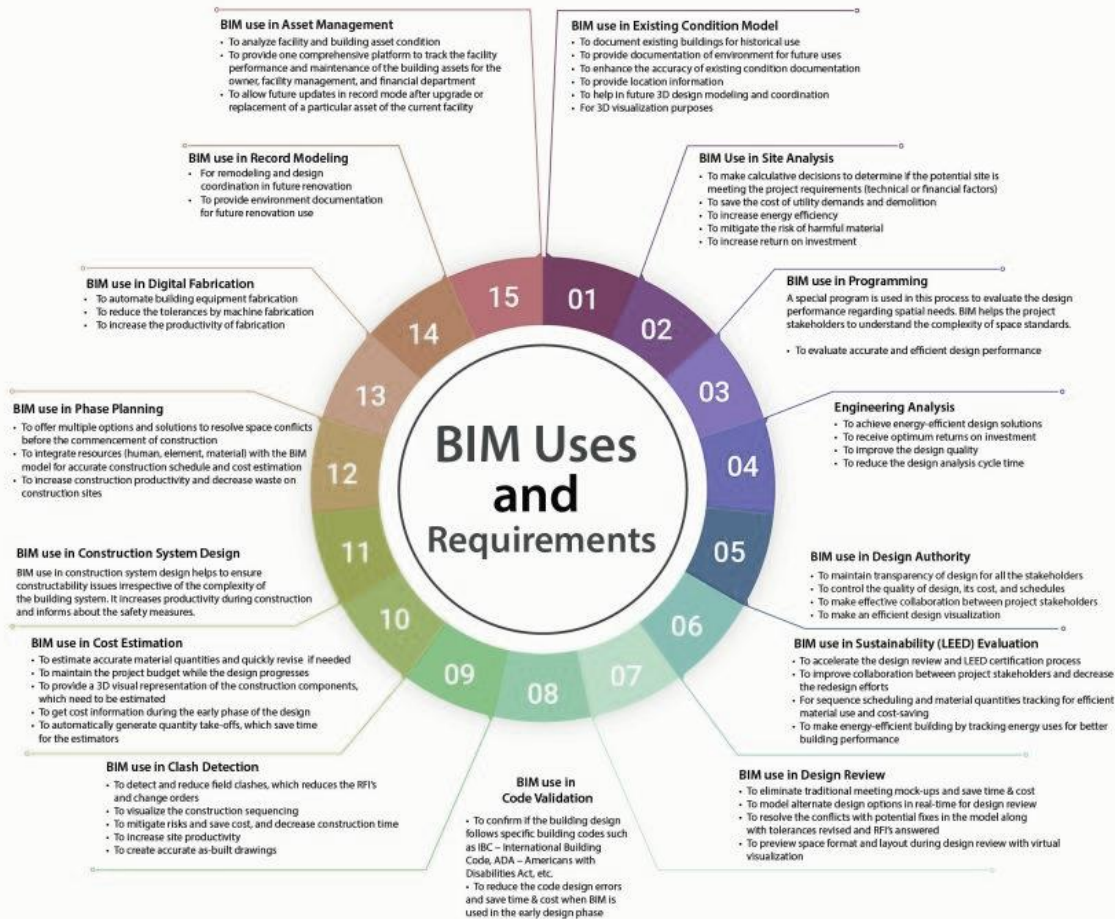 BIM use in Asset Management
• To analyze facility and building asset condition
• To provide one comprehensive platform to track the facility
performance and maintenance of the building assets for the
owner, facility management, and financial department
• To allow future updates in record mode after upgrade or
replacement of a particular asset of the current facility
BIM use in Existing Condition Model
• To document existing buildings for historical use
• To provide documentation of environment for future uses
• To enhance the accuracy of existing condition documentation
• To provide location information
• To help in future 3D design modeling and coordination
• For 3D visualization purposes
BIM use in Record Modeling
• For remodeling and design
coordination in future renovation
• To provide environment documentation
for future renovation use
BIM Use in Site Analysis
• To make calculative decisions to determine if the potential site is
meeting the project requirements (technical or financial factors)
• To save the cost of utility demands and demolition
• To increase energy efficiency
• To mitigate the risk of harmful material
• To increase return on investment
BIM use in Digital Fabrication
• To automate building equipment fabrication
• To reduce the tolerances by machine fabrication
• To increase the productivity of fabrication
BIM use in Programming
A special program is used in this process to evaluate the design
performance regarding spatial needs. BIM helps the project
stakeholders to understand the complexity of space standards.
• To evaluate accurate and efficient design performance
BIM use in Phase Planning
• To offer multiple options and solutions to resolve space conflicts
before the commencement of construction
• To integrate resources (human, element, material) with the BIM
model for accurate construction schedule and cost estimation
• To increase construction productivity and decrease waste on
construction sites
Engineering Analysis
• To achieve energy-efficient design solutions
• To receive optimum returns on investment
• To improve the design quality
• To reduce the design analysis cycle time
BIM use in Construction System Design
BIM use in construction system design helps to ensure
constructability issues irrespective of the complexity of
the building system. It increases productivity during construction
and informs about the safety measures.
BIM use in Design Authority
• To maintain transparency of design for all the stakeholders
• To control the quality of design, its cost, and schedules
• To make effective collaboration between project stakeholders
• To make an efficient design visualization
BIM use in Cost Estimation
• To estimate accurate material quantities and quickly revise if needed
• To maintain the project budget while the design progresses
• To provide a 3D visual representation of the construction components,
which need to be estimated
• To get cost information during the early phase of the design
• To automatically generate quantity take-offs, which save time
for the estimators
BIM use in Sustainability (LEED) Evaluation
• To accelerate the design review and LEED certification process
• To improve collaboration between project stakeholders and decrease
the redesign efforts
• For sequence scheduling and material quantities tracking for efficient
material use and cost-saving
• To make energy-efficient building by tracking energy uses for better
building performance
BIM use in Clash Detection
• To detect and reduce field clashes, which reduces the RFI's
and change orders
• To visualize the construction sequencing
• To mitigate risks and save cost, and decrease construction time
• To increase site productivity
• To create accurate as-built drawings
BIM use in
Code Validation
• To confirm if the building design
follows specific building codes such
as IBC – International Building
Code, ADA – Americans with
Disabilities Act, etc.
• To reduce the code design errors
and save time & cost when BIM is
used in the early design phase
BIM use in Design Review
• To eliminate traditional meeting mock-ups and save time & cost
• To model alternate design options in real-time for design review
• To resolve the conflicts with potential fixes in the model along
with tolerances revised and RFI's answered
• To preview space format and layout during design review with virtual
visualization
BIM Uses
and
Requirements
01
02
03
04
05
06
07
08
09
10
11
12
13
14
15